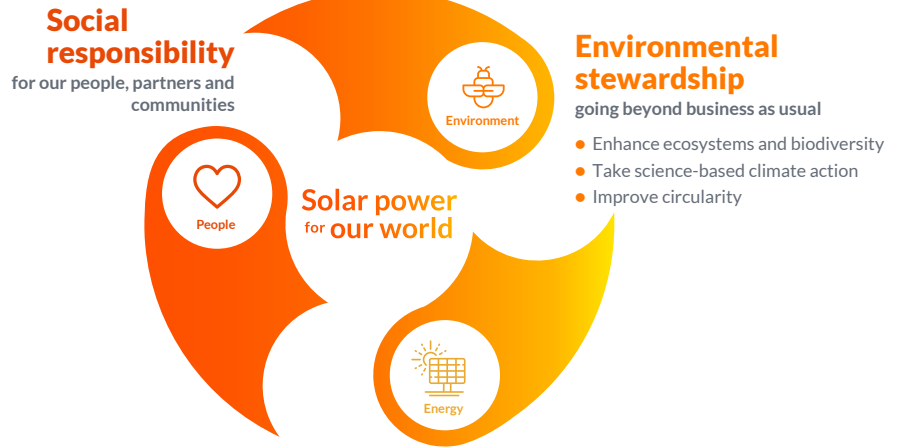 Social
responsibility
for our people, partners and
communities
Environmental
stewardship
going beyond business as usual
Enhance ecosystems and biodiversity
Take science-based climate action
Improve circularity
Environment
People
Solar power
for our world
Energy